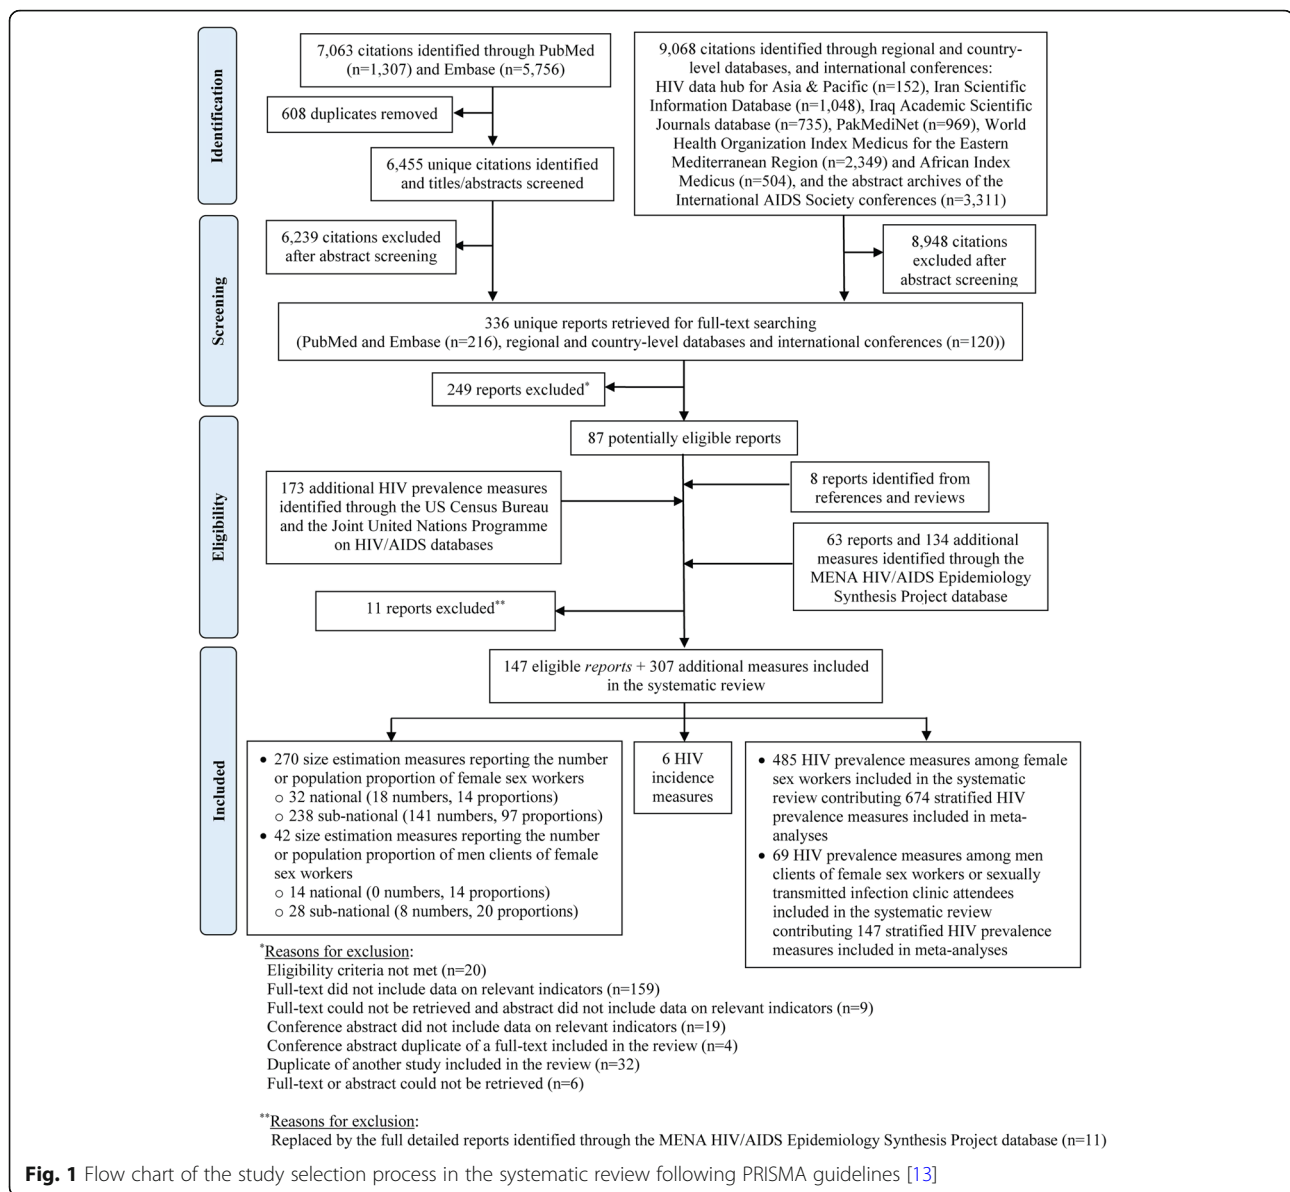 Identification
7,063 citations identified through PubMed
(n=1,307) and Embase (n=5,756)
608 duplicates removed
6,455 unique citations identified
and titles/abstracts screened
9,068 citations identified through regional and country-
level databases, and international conferences:
HIV data hub for Asia & Pacific (n=152), Iran Scientific
Information Database (n=1,048), Iraq Academic Scientific
Journals database (n=735), PakMediNet (n=969), World
Health Organization Index Medicus for the Eastern
Mediterranean Region (n=2,349) and African Index
Medicus (n=504), and the abstract archives of the
International AIDS Society conferences (n=3,311)
Screening
6,239 citations excluded
after abstract screening
8,948 citations
excluded after
abstract screening
336 unique reports retrieved for full-text searching
(PubMed and Embase (n=216), regional and country-level databases and international conferences (n=120))
249 reports excluded*
Eligibility
87 potentially eligible reports
173 additional HIV prevalence measures
identified through the US Census Bureau
and the Joint United Nations Programme
on HIV/AIDS databases
8 reports identified from
references and reviews
63 reports and 134 additional
measures identified through the
MENA HIV/AIDS Epidemiology
Synthesis Project database
11 reports excluded**
Included
147 eligible reports + 307 additional measures included
in the systematic review
• 270 size estimation measures reporting the number
or population proportion of female sex workers
o 32 national (18 numbers, 14 proportions)
o 238 sub-national (141 numbers, 97 proportions)
• 42 size estimation measures reporting the number
or population proportion of men clients of female
sex workers
o 14 national (0 numbers, 14 proportions)
o 28 sub-national (8 numbers, 20 proportions)
6 HIV
incidence
measures
• 485 HIV prevalence measures among female
sex workers included in the systematic
review contributing 674 stratified HIV
prevalence measures included in meta-
analyses
• 69 HIV prevalence measures among men
clients of female sex workers or sexually
transmitted infection clinic attendees
included in the systematic review
contributing 147 stratified HIV prevalence
measures included in meta-analyses
*Reasons for exclusion:
Eligibility criteria not met (n=20)
Full-text did not include data on relevant indicators (n=159)
Full-text could not be retrieved and abstract did not include data on relevant indicators (n=9)
Conference abstract did not include data on relevant indicators (n=19)
Conference abstract duplicate of a full-text included in the review (n=4)
Duplicate of another study included in the review (n=32)
Full-text or abstract could not be retrieved (n=6)
**Reasons for exclusion:
Replaced by the full detailed reports identified through the MENA HIV/AIDS Epidemiology Synthesis Project database (n=11)
Fig. 1 Flow chart of the study selection process in the systematic review following PRISMA guidelines [13]